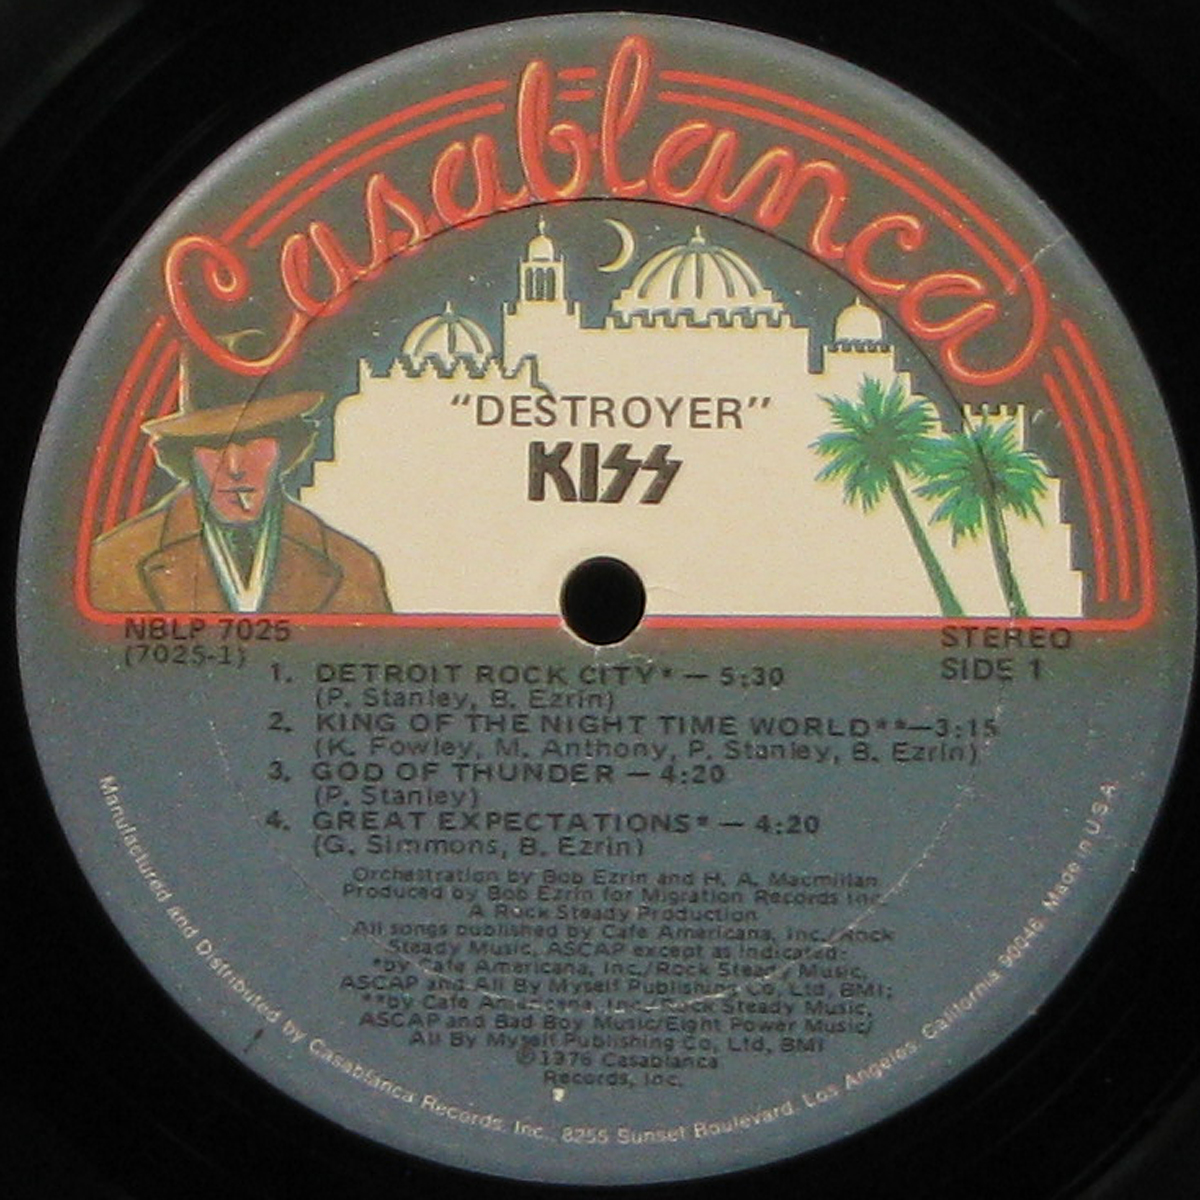 Casablanca
"DESTROYER"
KISS
NBLP 7025
(7025-1)
STEREO
SIDE 1
1. DETROIT ROCK CITY* — 5:30
(P. Stanley, B. Ezrin)
2. KING OF THE NIGHT TIME WORLD**—3:15
(K. Fowley, M. Anthony, P. Stanley, B. Ezrin)
3. GOD OF THUNDER — 4:20
(P. Stanley)
4. GREAT EXPECTATIONS* — 4:20
(G. Simmons, B. Ezrin)
Orchestration by Bob Ezrin and H. A. Macmillan
Produced by Bob Ezrin for Migration Records Inc.
A Rock Steady Production
All songs published by Cafe Americana, Inc./Rock
Steady Music, ASCAP except as indicated:
*by Cafe Americana, Inc./Rock Steady Music,
ASCAP and All By Myself Publishing Co, Ltd, BMI;
**by Cafe Americana, Inc./Rock Steady Music,
ASCAP and Bad Boy Music/Eight Power Music/
All By Myself Publishing Co, Ltd, BMI
℗1976 Casablanca
Records, Inc.
Manufactured and Distributed by Casablanca Records, Inc., 8255 Sunset Boulevard, Los Angeles, California 90046 Made in U.S.A.